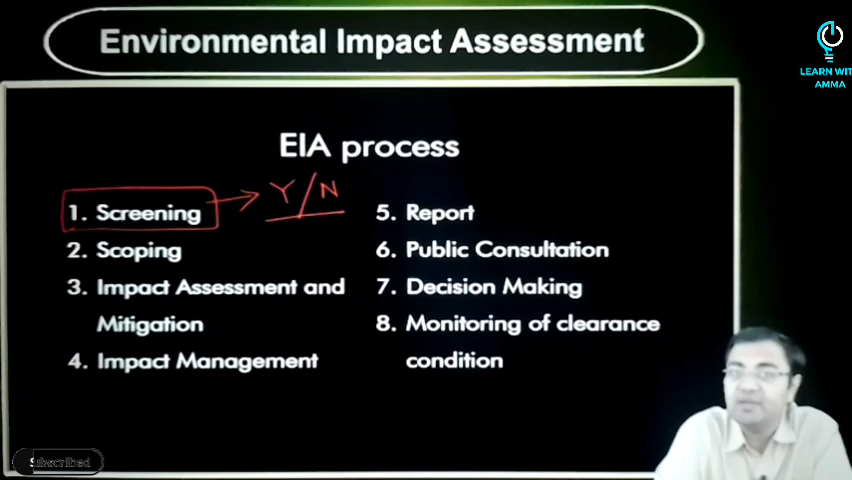 Environmental Impact Assessment
LEARN WIT
AMMA
EIA process
1. Screening
Y/N
2. Scoping
3. Impact Assessment and
Mitigation
4. Impact Management
5. Report
6. Public Consultation
7. Decision Making
8. Monitoring of clearance
condition
Subscribed